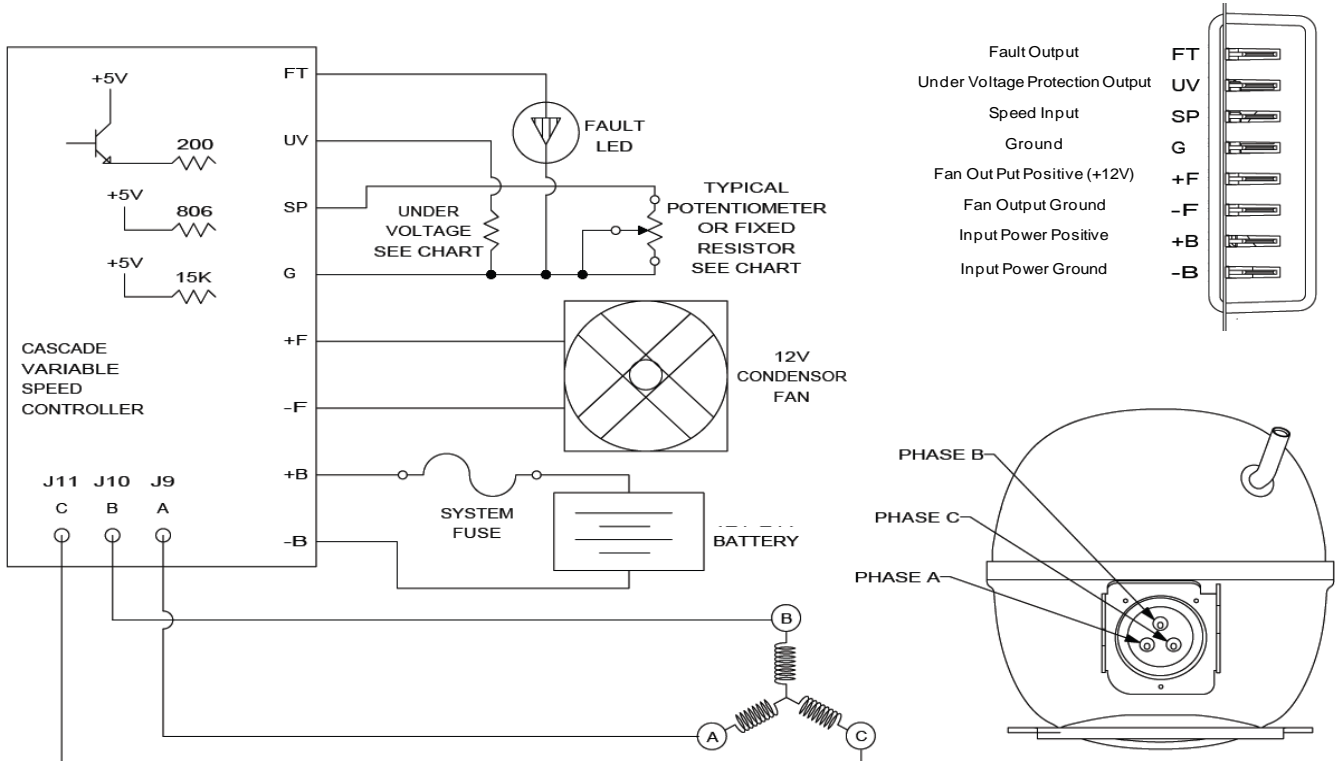 +5V
200
+5V
806
+5V
15K
CASCADE
VARIABLE
SPEED
CONTROLLER
J11 J10 J9
C B A
FT
UV
SP
G
+F
-F
+B
-B
FAULT
LED
UNDER
VOLTAGE
SEE CHART
TYPICAL
POTENTIOMETER
OR FIXED
RESISTOR
SEE CHART
12V
CONDENSOR
FAN
SYSTEM
FUSE
BATTERY
B
A
C
Fault Output FT
Under Voltage Protection Output UV
Speed Input SP
Ground G
Fan Out Put Positive (+12V) +F
Fan Output Ground -F
Input Power Positive +B
Input Power Ground -B
PHASE B
PHASE C
PHASE A